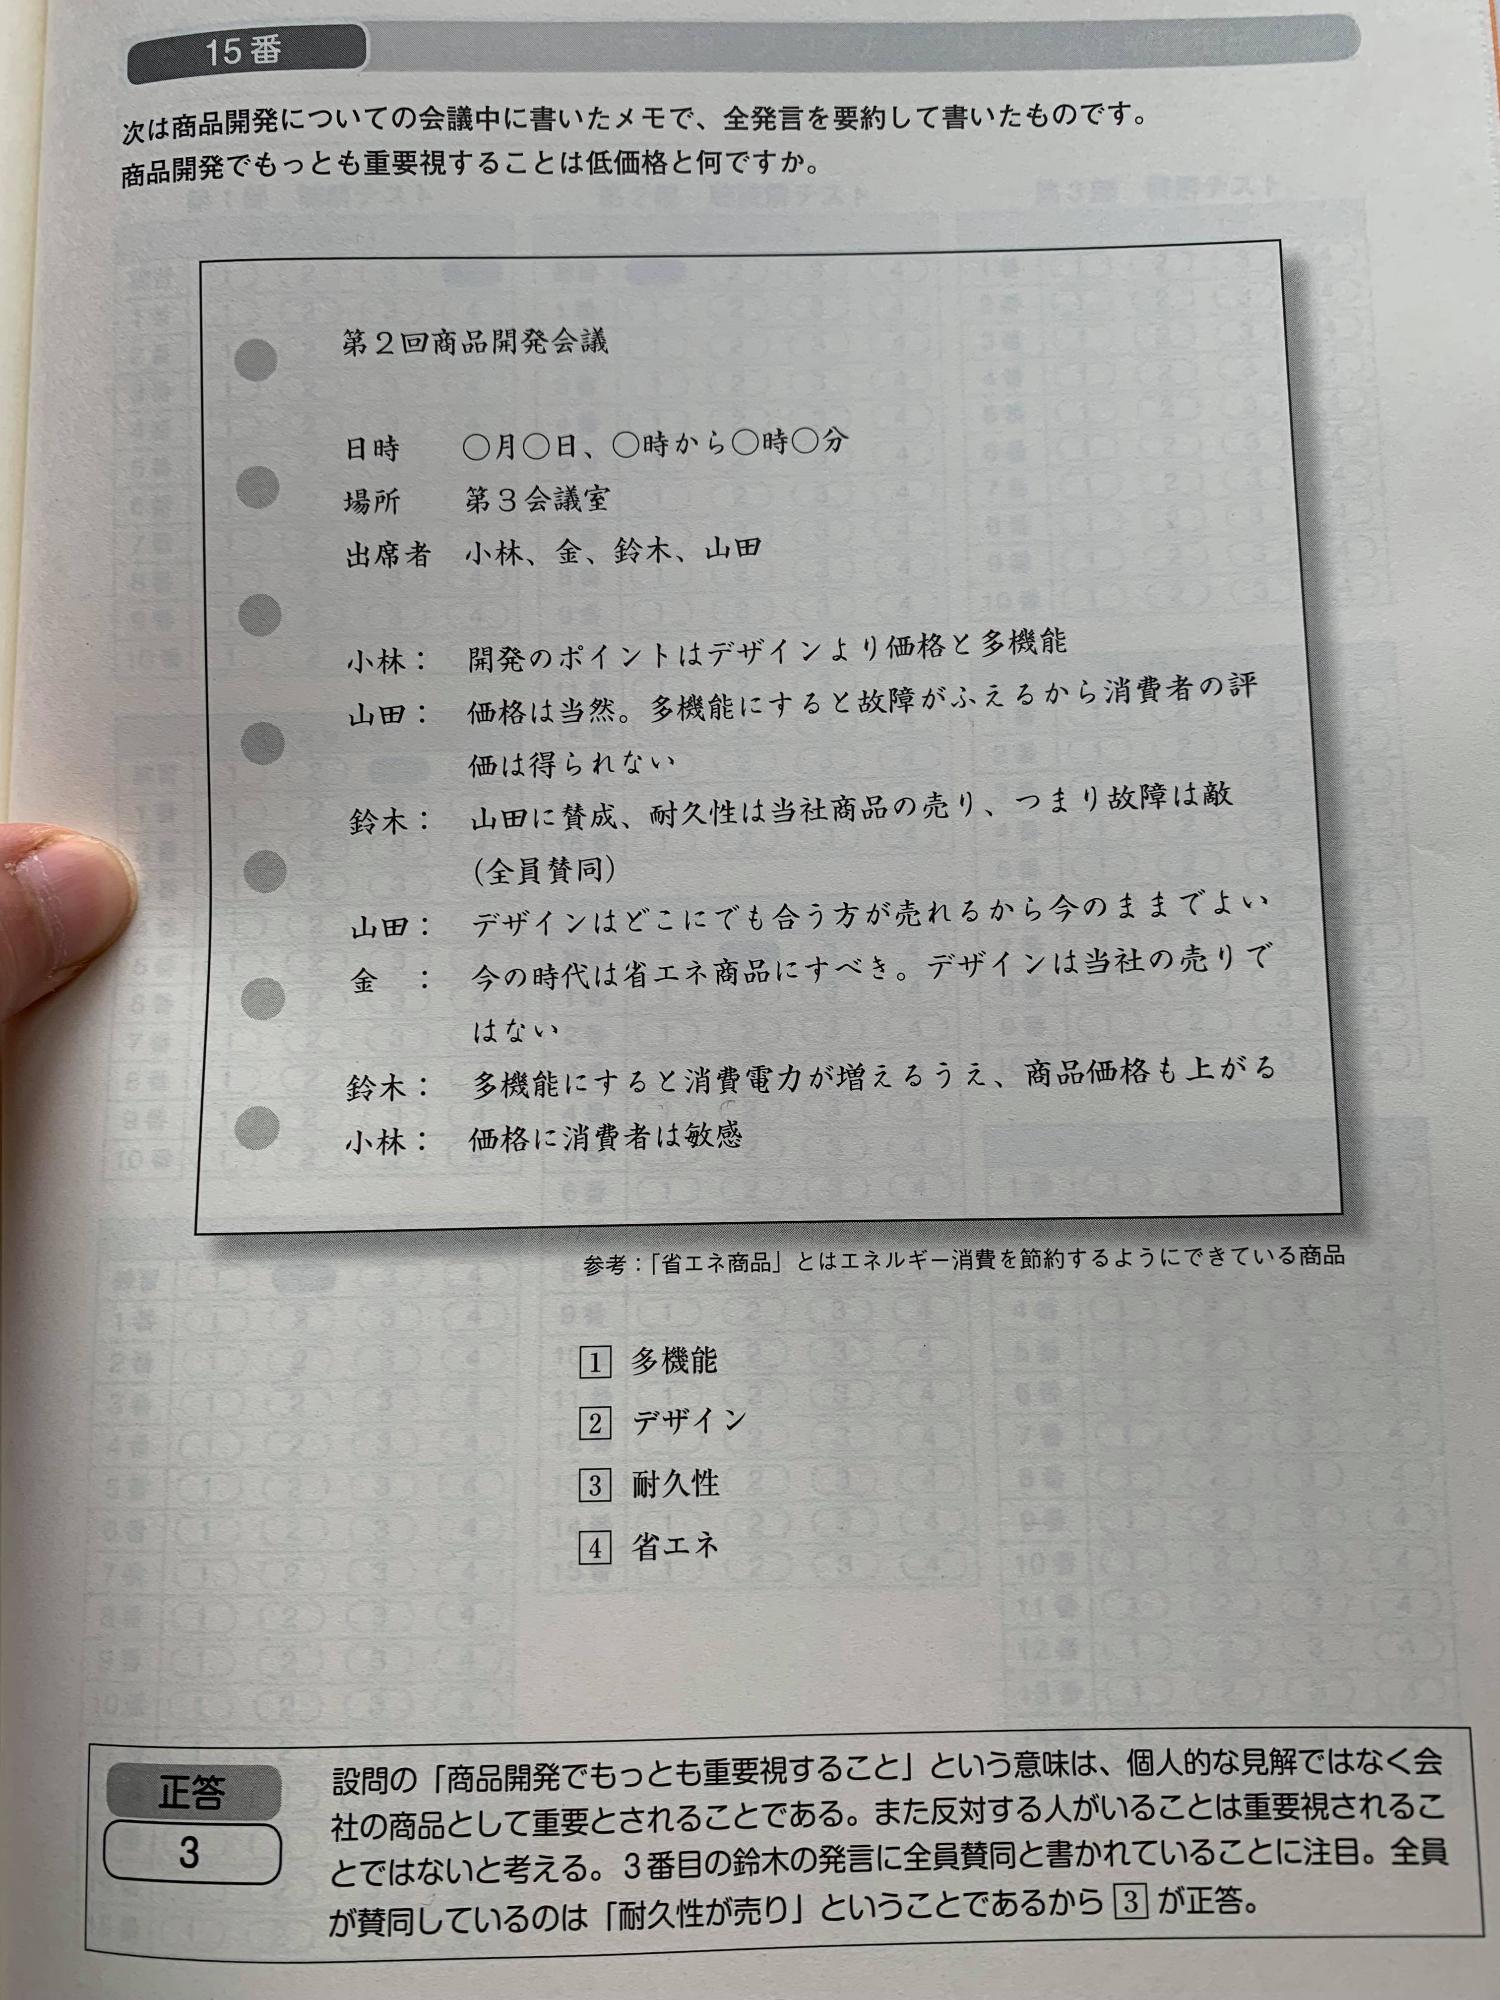 15番
次は商品開発についての会議中に書いたメモで、全発言を要約して書いたものです。
商品開発でもっとも重要視することは低価格と何ですか。
第2回商品開発会議
日時　〇月〇日、〇時から〇時〇分
場所　第3会議室
出席者　小林、金、鈴木、山田
小林：　開発のポイントはデザインより価格と多機能
山田：　価格は当然。多機能にすると故障がふえるから消費者の評
価は得られない
鈴木：　山田に賛成、耐久性は当社商品の売り、つまり故障は敵
（全員賛同）
山田：　デザインはどこにでも合う方が売れるから今のままでよい
金　：　今の時代は省エネ商品にすべき。デザインは当社の売りで
はない
鈴木：　多機能にすると消費電力が増えるうえ、商品価格も上がる
小林：　価格に消費者は敏感
参考：「省エネ商品」とはエネルギー消費を節約するようにできている商品
1 多機能
2 デザイン
3 耐久性
4 省エネ
正答
3
設問の「商品開発でもっとも重要視すること」という意味は、個人的な見解ではなく会
社の商品として重要とされることである。また反対する人がいることは重要視されるこ
とではないと考える。3番目の鈴木の発言に全員賛同と書かれていることに注目。全員
が賛同しているのは「耐久性が売り」ということであるから3が正答。